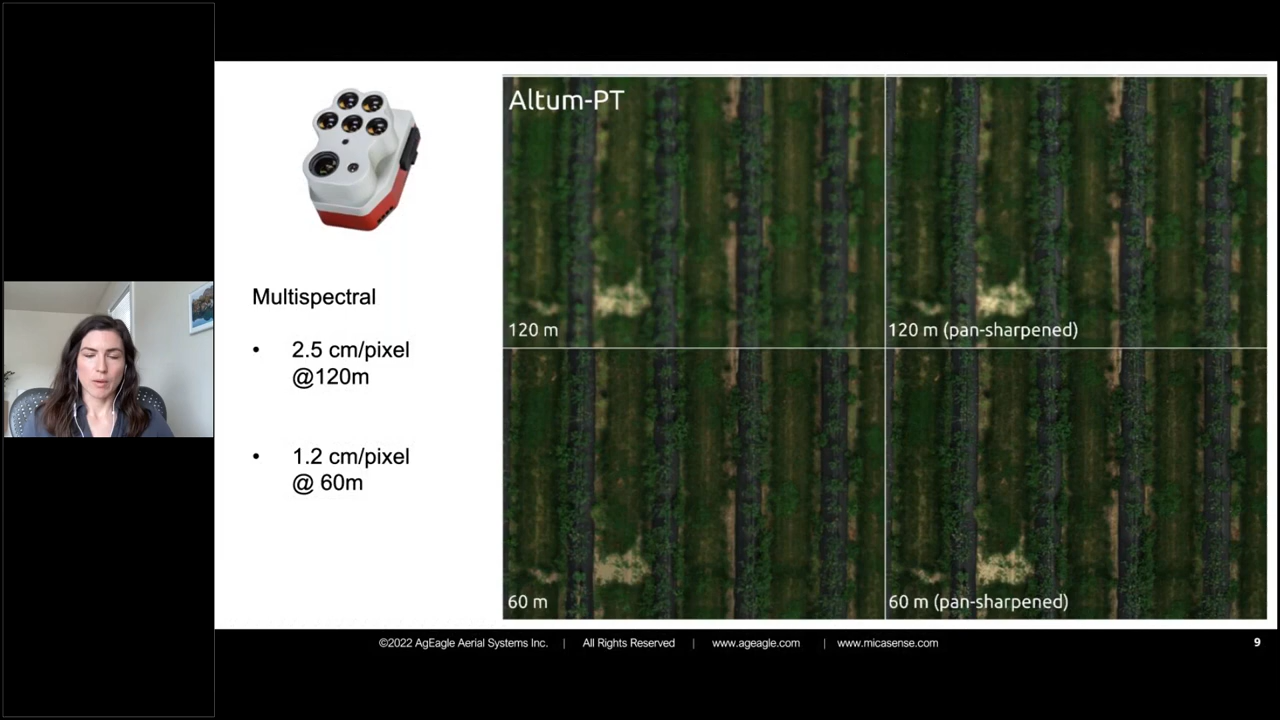 Altum-PT
120 m
120 m (pan-sharpened)
Multispectral
• 2.5 cm/pixel
@120m
• 1.2 cm/pixel
@ 60m
60 m
60 m (pan-sharpened)
©2022 AgEagle Aerial Systems Inc. | All Rights Reserved | www.ageagle.com | www.micasense.com 9